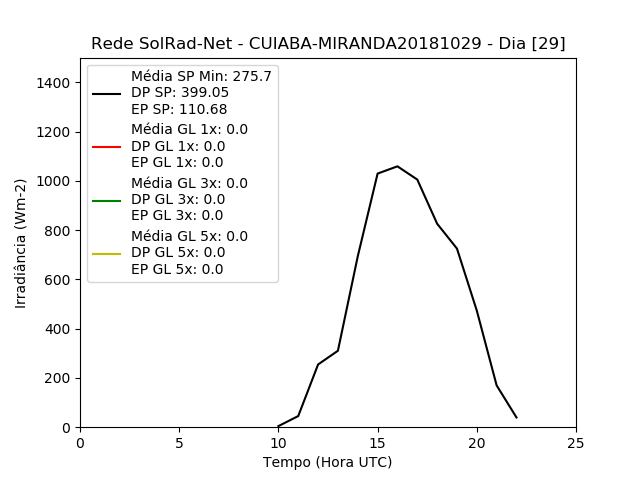 Rede SolRad-Net - CUIABA-MIRANDA20181029 - Dia [29]
Média SP Min: 275.7
DP SP: 399.05
EP SP: 110.68
Média GL 1x: 0.0
DP GL 1x: 0.0
EP GL 1x: 0.0
Média GL 3x: 0.0
DP GL 3x: 0.0
EP GL 3x: 0.0
Média GL 5x: 0.0
DP GL 5x: 0.0
EP GL 5x: 0.0
1400
1200
1000
800
600
400
200
0
Irradiância (Wm-2)
0 5 10 15 20 25
Tempo (Hora UTC)